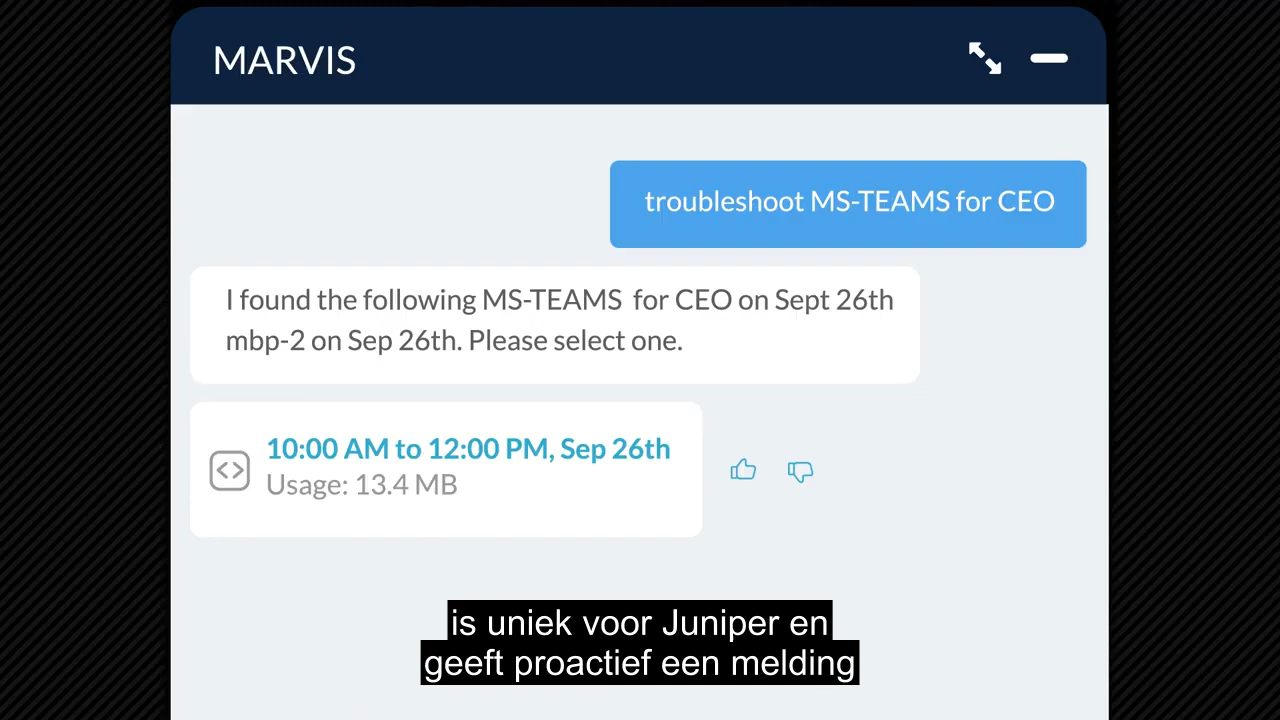 MARVIS
troubleshoot MS-TEAMS for CEO
I found the following MS-TEAMS for CEO on Sept 26th
mbp-2 on Sep 26th. Please select one.
10:00 AM to 12:00 PM, Sep 26th
Usage: 13.4 MB
is uniek voor Juniper en
geeft proactief een melding